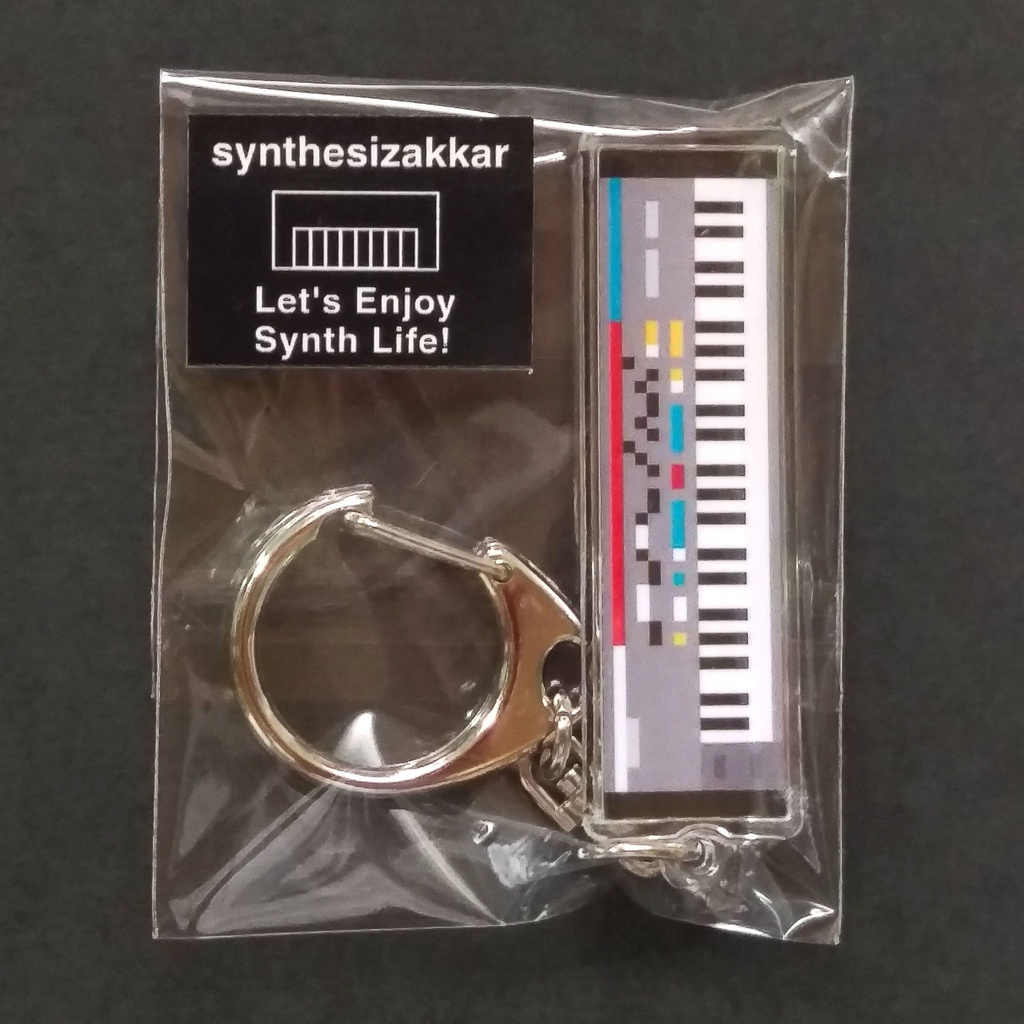 synthesizakkar
Let's Enjoy
Synth Life!